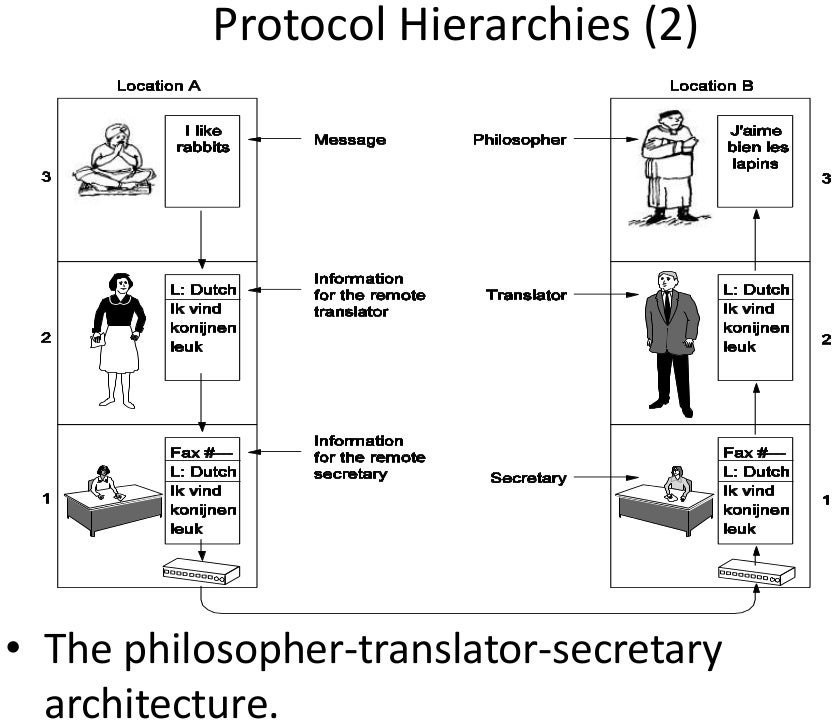 Protocol Hierarchies (2)
Location A
Location B
3
I like
rabbits
Message
Philosopher
J'aime
bien les
lapins
3
2
L: Dutch
Ik vind
konijnen
leuk
Information
for the remote
translator
Translator
L: Dutch
Ik vind
konijnen
leuk
2
1
Fax #—
L: Dutch
Ik vind
konijnen
leuk
Information
for the remote
secretary
Secretary
Fax #—
L: Dutch
Ik vind
konijnen
leuk
1
• The philosopher-translator-secretary
architecture.